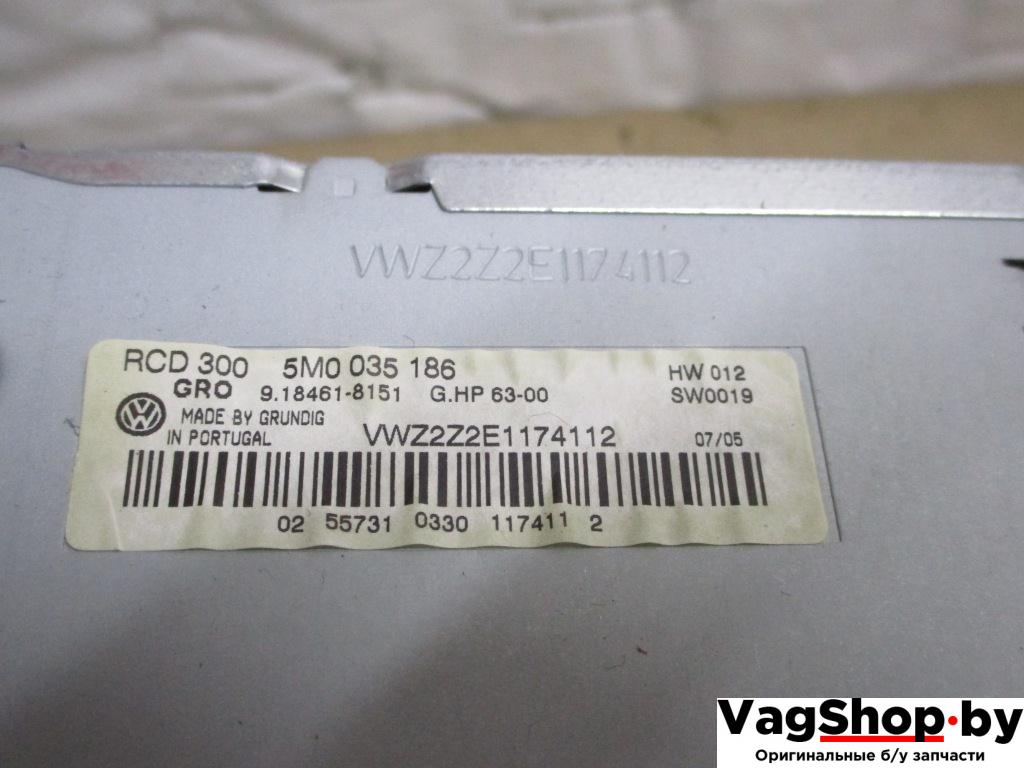 VWZ2Z2E1174112
RCD 300 5M0 035 186 HW 012
GRO 9.18461-8151 G.HP 63-00 SW0019
MADE BY GRUNDIG
IN PORTUGAL VWZ2Z2E1174112 07/05
02 55731 0330 117411 2
VagShop.by
Оригинальные б/у запчасти